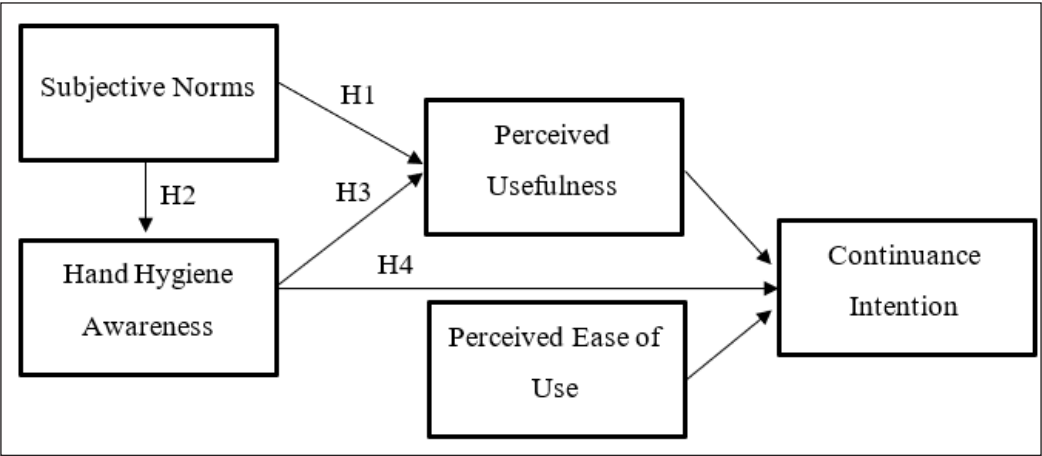 Subjective Norms
H1
Perceived
Usefulness
H2
H3
Hand Hygiene
Awareness
H4
Continuance
Intention
Perceived Ease of
Use